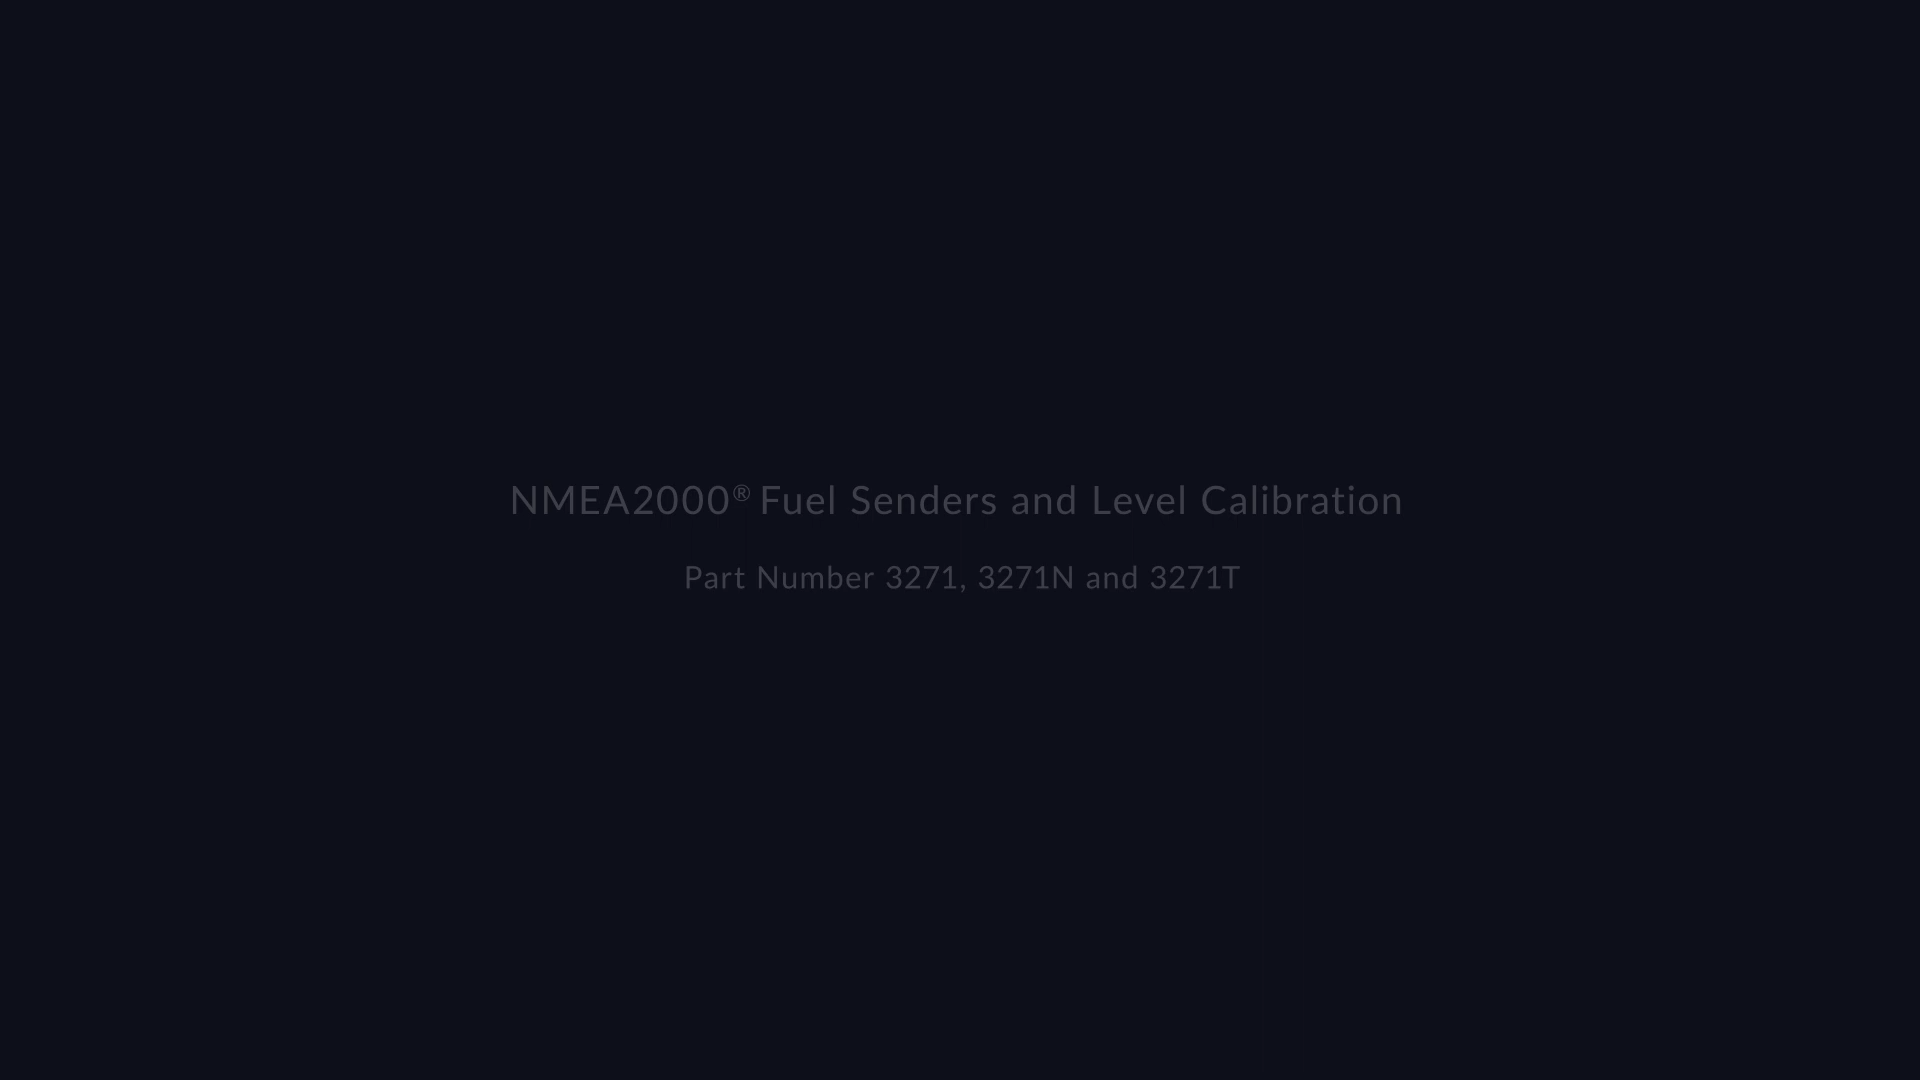 NMEA2000® Fuel Senders and Level Calibration
Part Number 3271, 3271N and 3271T